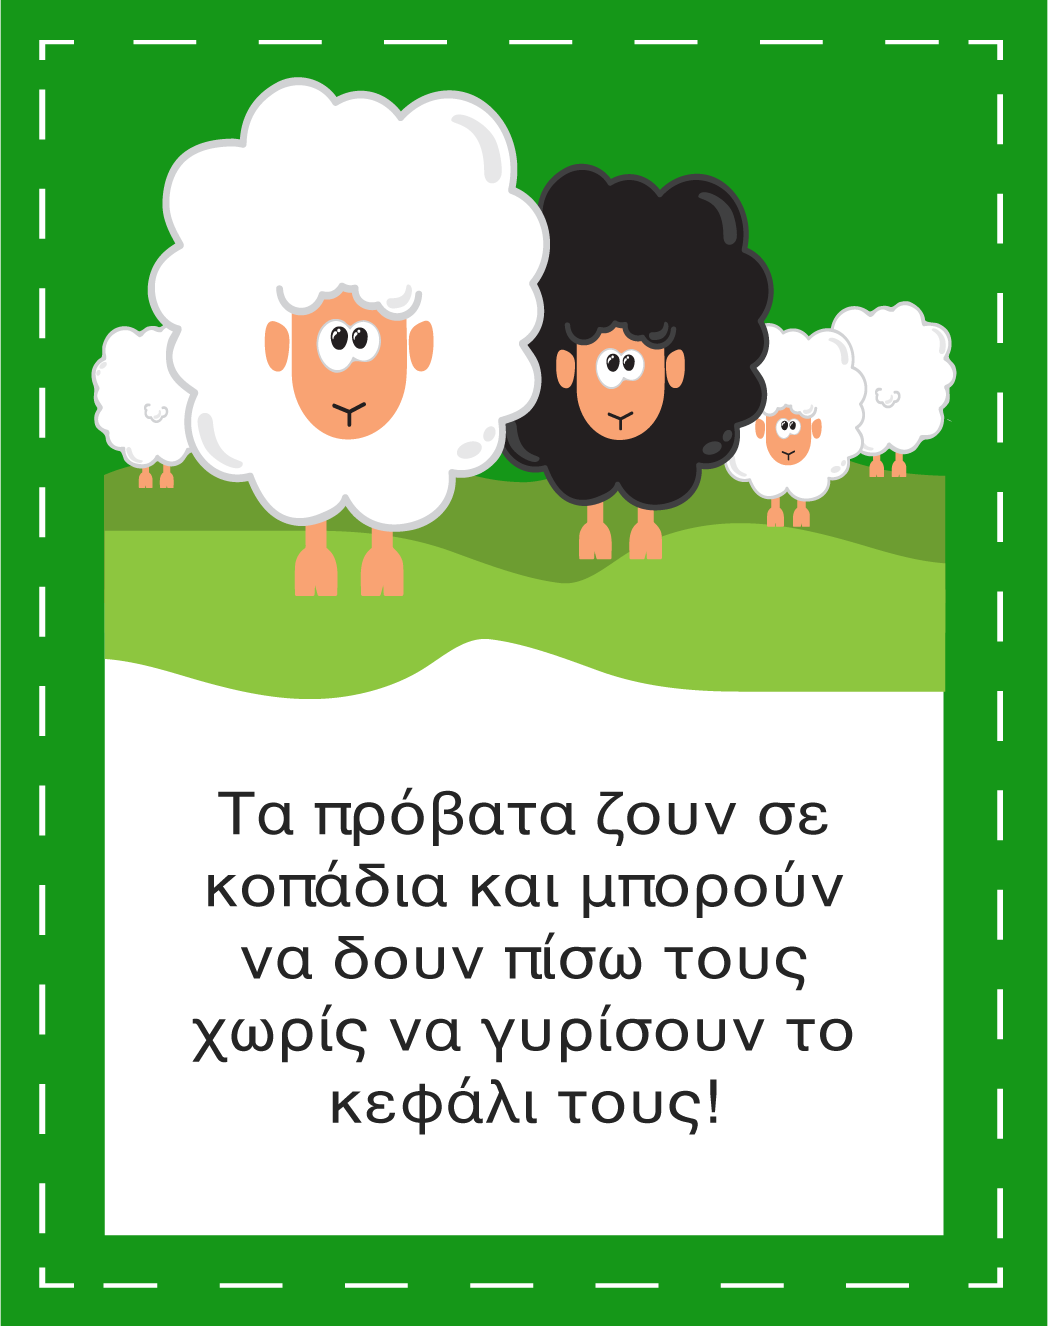 Τα πρόβατα ζουν σε
κοπάδια και μπορούν
να δουν πίσω τους
χωρίς να γυρίσουν το
κεφάλι τους!